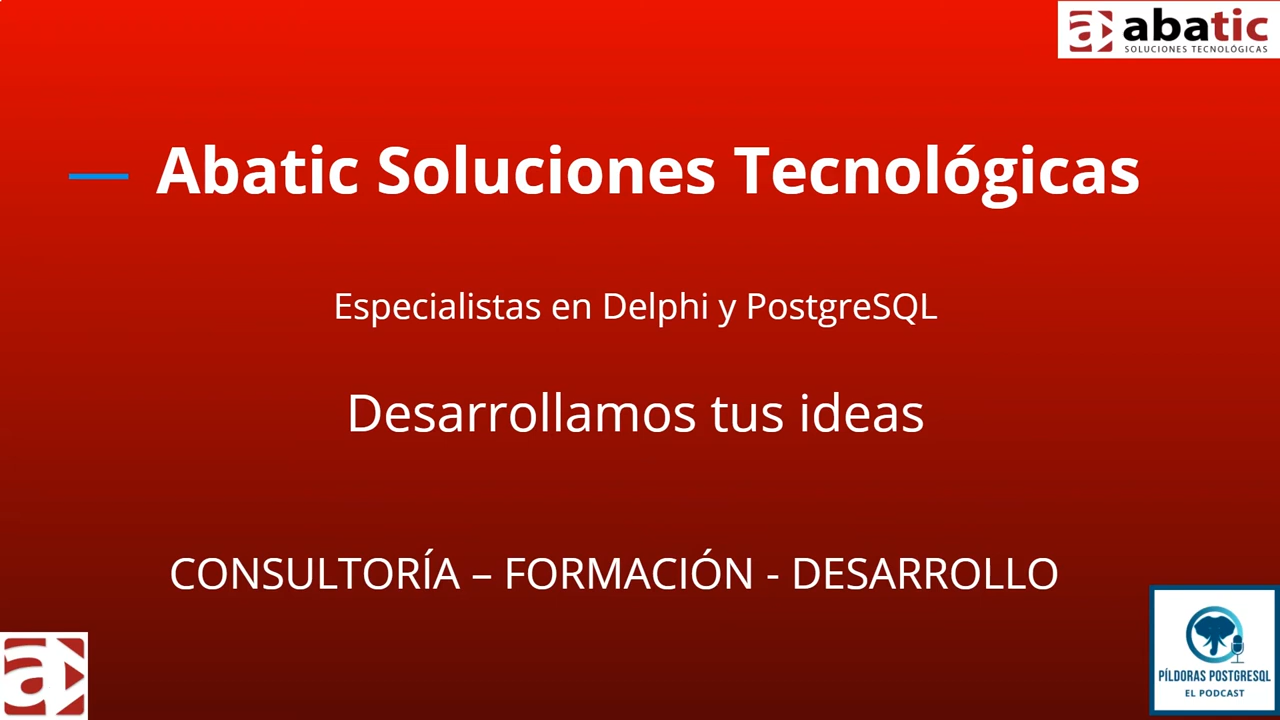 abatic
SOLUCIONES TECNOLÓGICAS
Abatic Soluciones Tecnológicas
Especialistas en Delphi y PostgreSQL
Desarrollamos tus ideas
CONSULTORÍA – FORMACIÓN - DESARROLLO
PÍLDORAS POSTGRESQL
EL PODCAST